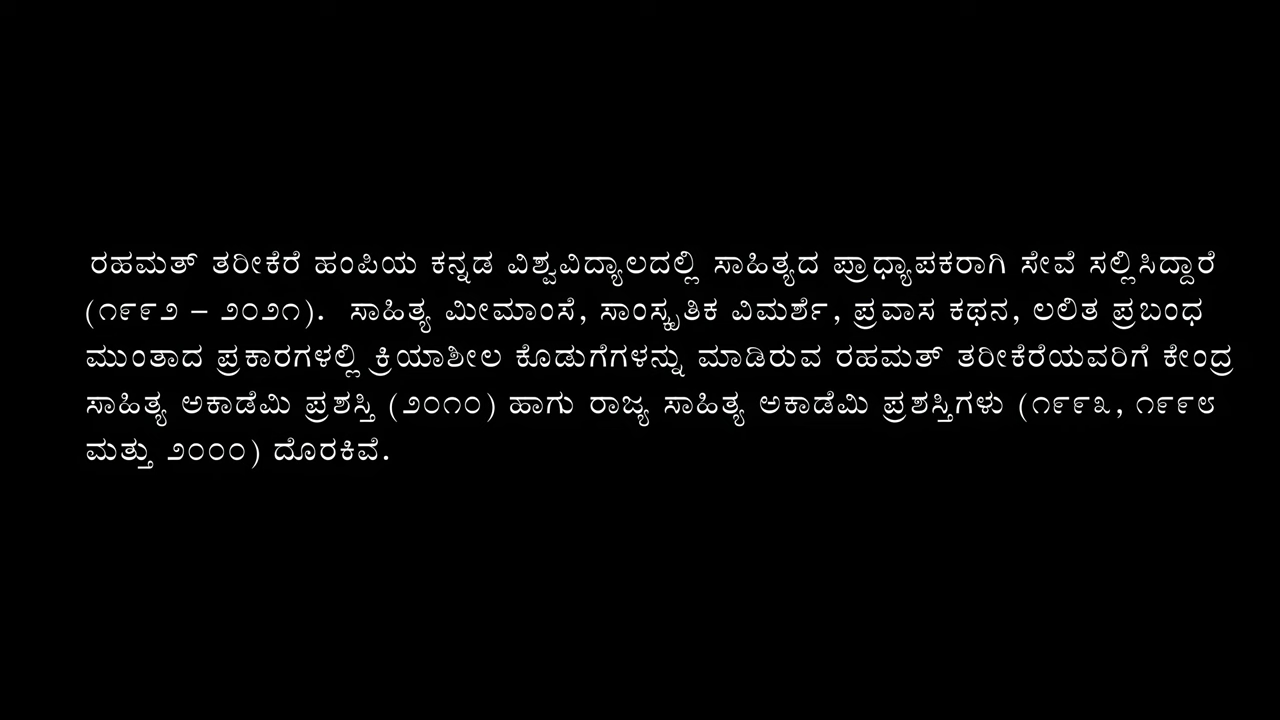 ರಹಮತ್ ತರೀಕೆರೆ ಹಂಪಿಯ ಕನ್ನಡ ವಿಶ್ವವಿದ್ಯಾಲದಲ್ಲಿ ಸಾಹಿತ್ಯದ ಪ್ರಾಧ್ಯಾಪಕರಾಗಿ ಸೇವೆ ಸಲ್ಲಿಸಿದ್ದಾರೆ
(೧೯೯೨ – ೨೦೨೧). ಸಾಹಿತ್ಯ ಮೀಮಾಂಸೆ, ಸಾಂಸ್ಕೃತಿಕ ವಿಮರ್ಶೆ, ಪ್ರವಾಸ ಕಥನ, ಲಲಿತ ಪ್ರಬಂಧ
ಮುಂತಾದ ಪ್ರಕಾರಗಳಲ್ಲಿ ಕ್ರಿಯಾಶೀಲ ಕೊಡುಗೆಗಳನ್ನು ಮಾಡಿರುವ ರಹಮತ್ ತರೀಕೆರೆಯವರಿಗೆ ಕೇಂದ್ರ
ಸಾಹಿತ್ಯ ಅಕಾಡೆಮಿ ಪ್ರಶಸ್ತಿ (೨೦೧೦) ಹಾಗು ರಾಜ್ಯ ಸಾಹಿತ್ಯ ಅಕಾಡೆಮಿ ಪ್ರಶಸ್ತಿಗಳು (೧೯೯೩, ೧೯೯೮
ಮತ್ತು ೨೦೦೦) ದೊರಕಿವೆ.